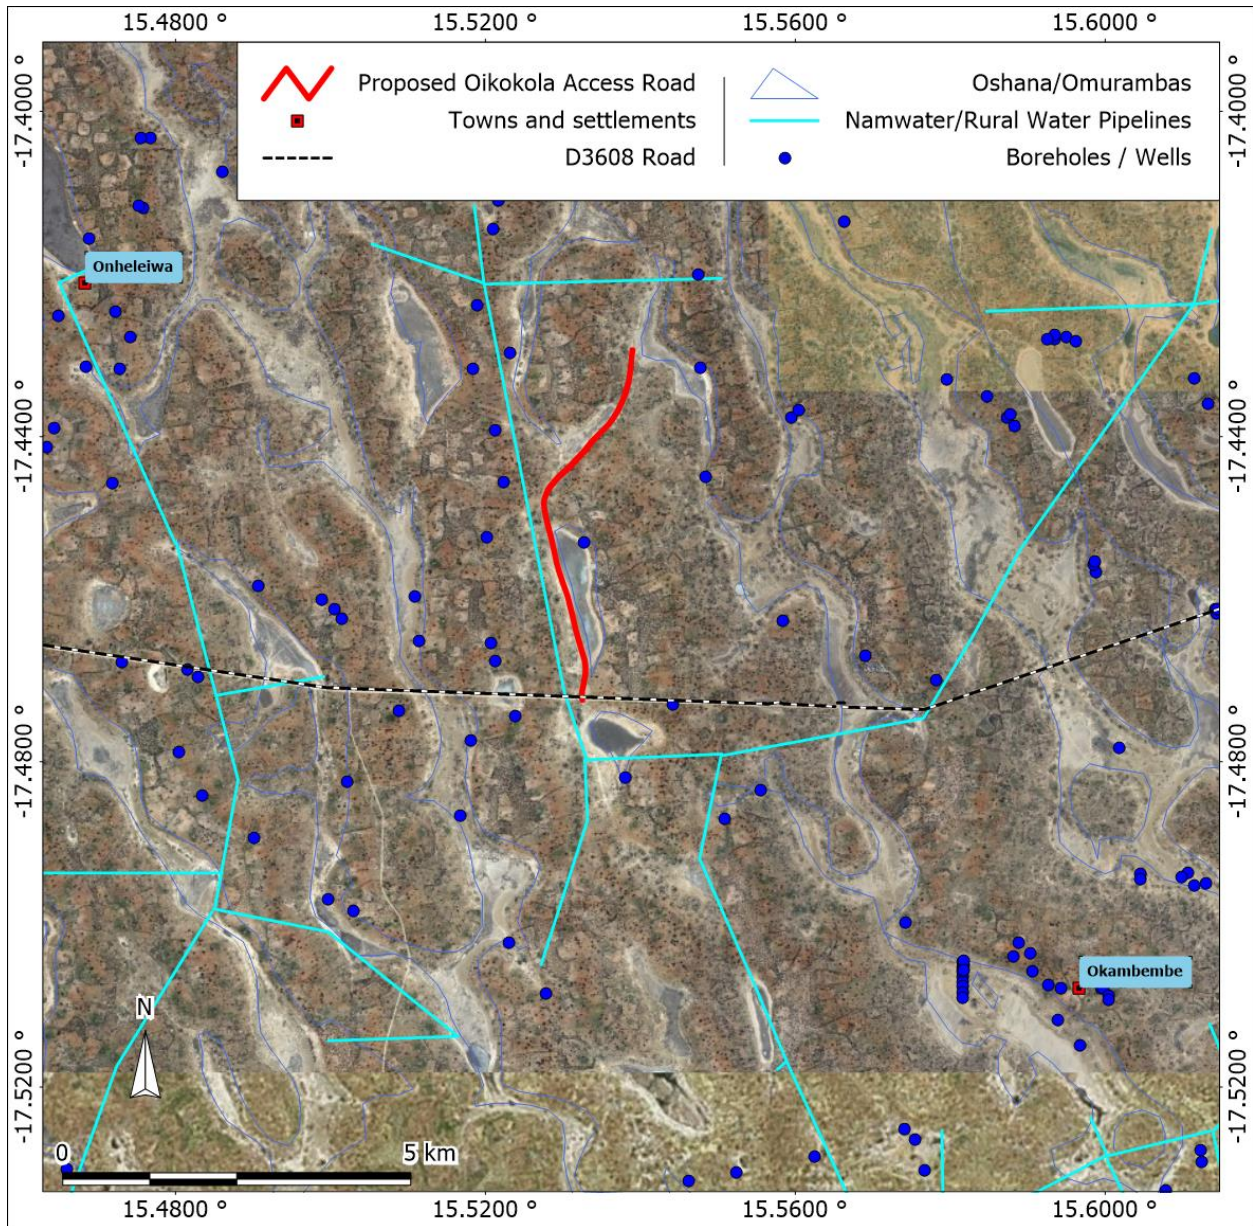 15.4800 ° 15.5200 ° 15.5600 ° 15.6000 °
Proposed Oikokola Access Road
Towns and settlements
D3608 Road
Oshana/Omurambas
Namwater/Rural Water Pipelines
Boreholes / Wells
-17.4000 ° -17.4000 °
Onheleiwa
-17.4400 ° -17.4400 °
-17.4800 ° -17.4800 °
Okambembe
N
-17.5200 ° -17.5200 °
0 5 km
15.4800 ° 15.5200 ° 15.5600 ° 15.6000 °